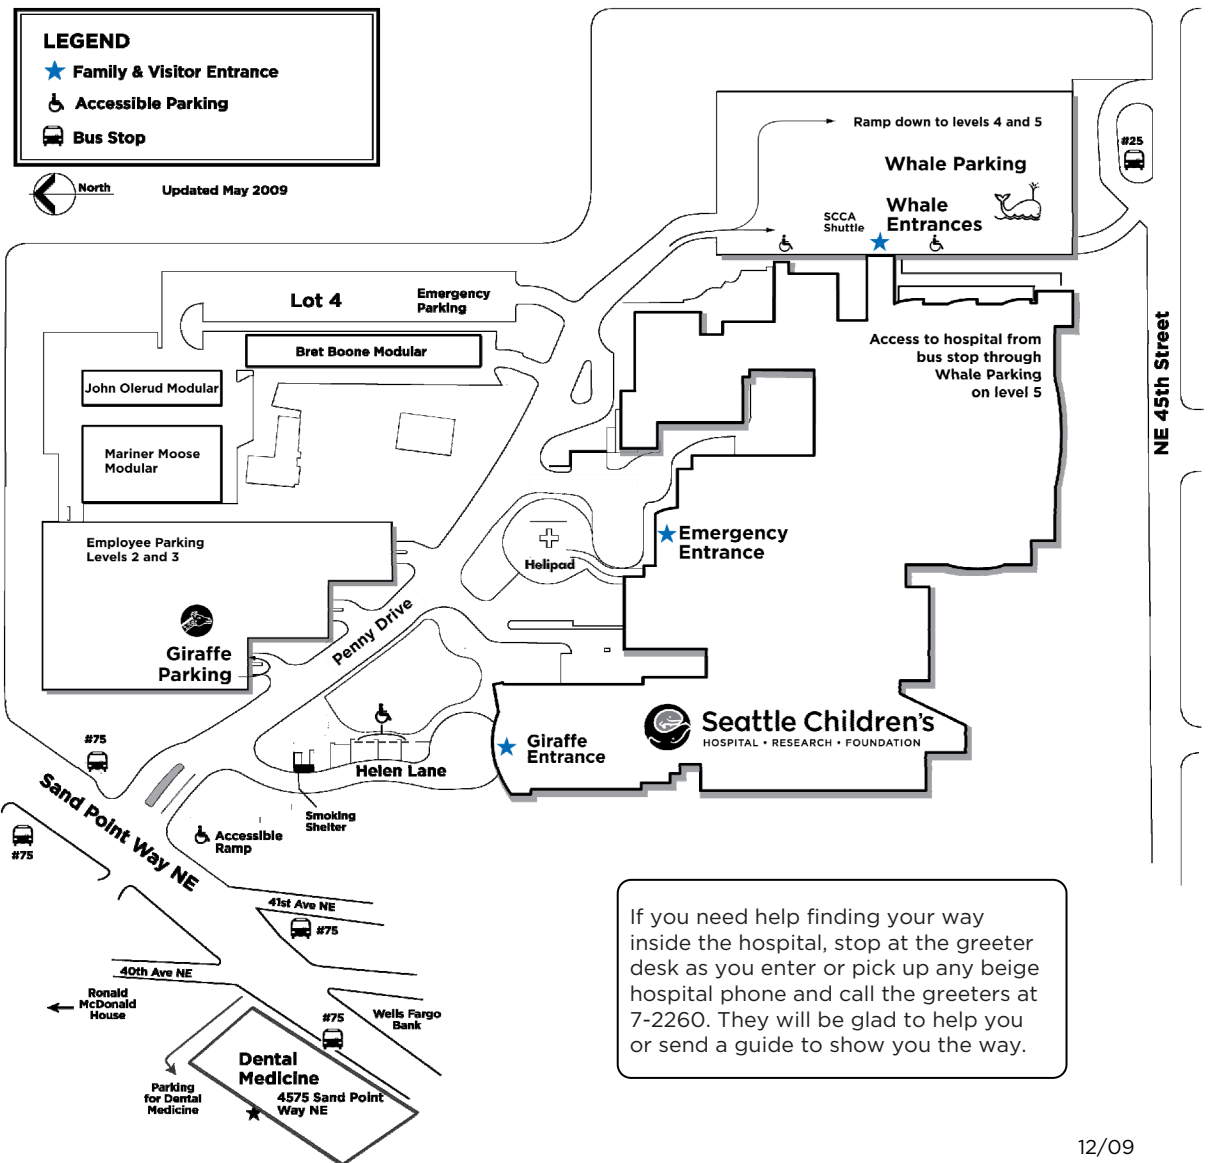 LEGEND
Family & Visitor Entrance
Accessible Parking
Bus Stop
North
Updated May 2009
Ramp down to levels 4 and 5
Whale Parking
SCCA
Shuttle
Whale
Entrances
#25
NE 45th Street
Lot 4
Emergency
Parking
Bret Boone Modular
John Olerud Modular
Mariner Moose
Modular
Access to hospital from
bus stop through
Whale Parking
on level 5
Employee Parking
Levels 2 and 3
Giraffe
Parking
Penny Drive
Helipad
Emergency
Entrance
Seattle Children's
HOSPITAL • RESEARCH • FOUNDATION
Giraffe
Entrance
Helen Lane
Smoking
Shelter
#75
Sand Point Way NE
#75
Accessible
Ramp
41st Ave NE
#75
40th Ave NE
Ronald
McDonald
House
#75
Wells Fargo
Bank
Dental
Medicine
4575 Sand Point
Way NE
Parking
for Dental
Medicine
If you need help finding your way
inside the hospital, stop at the greeter
desk as you enter or pick up any beige
hospital phone and call the greeters at
7-2260. They will be glad to help you
or send a guide to show you the way.
12/09